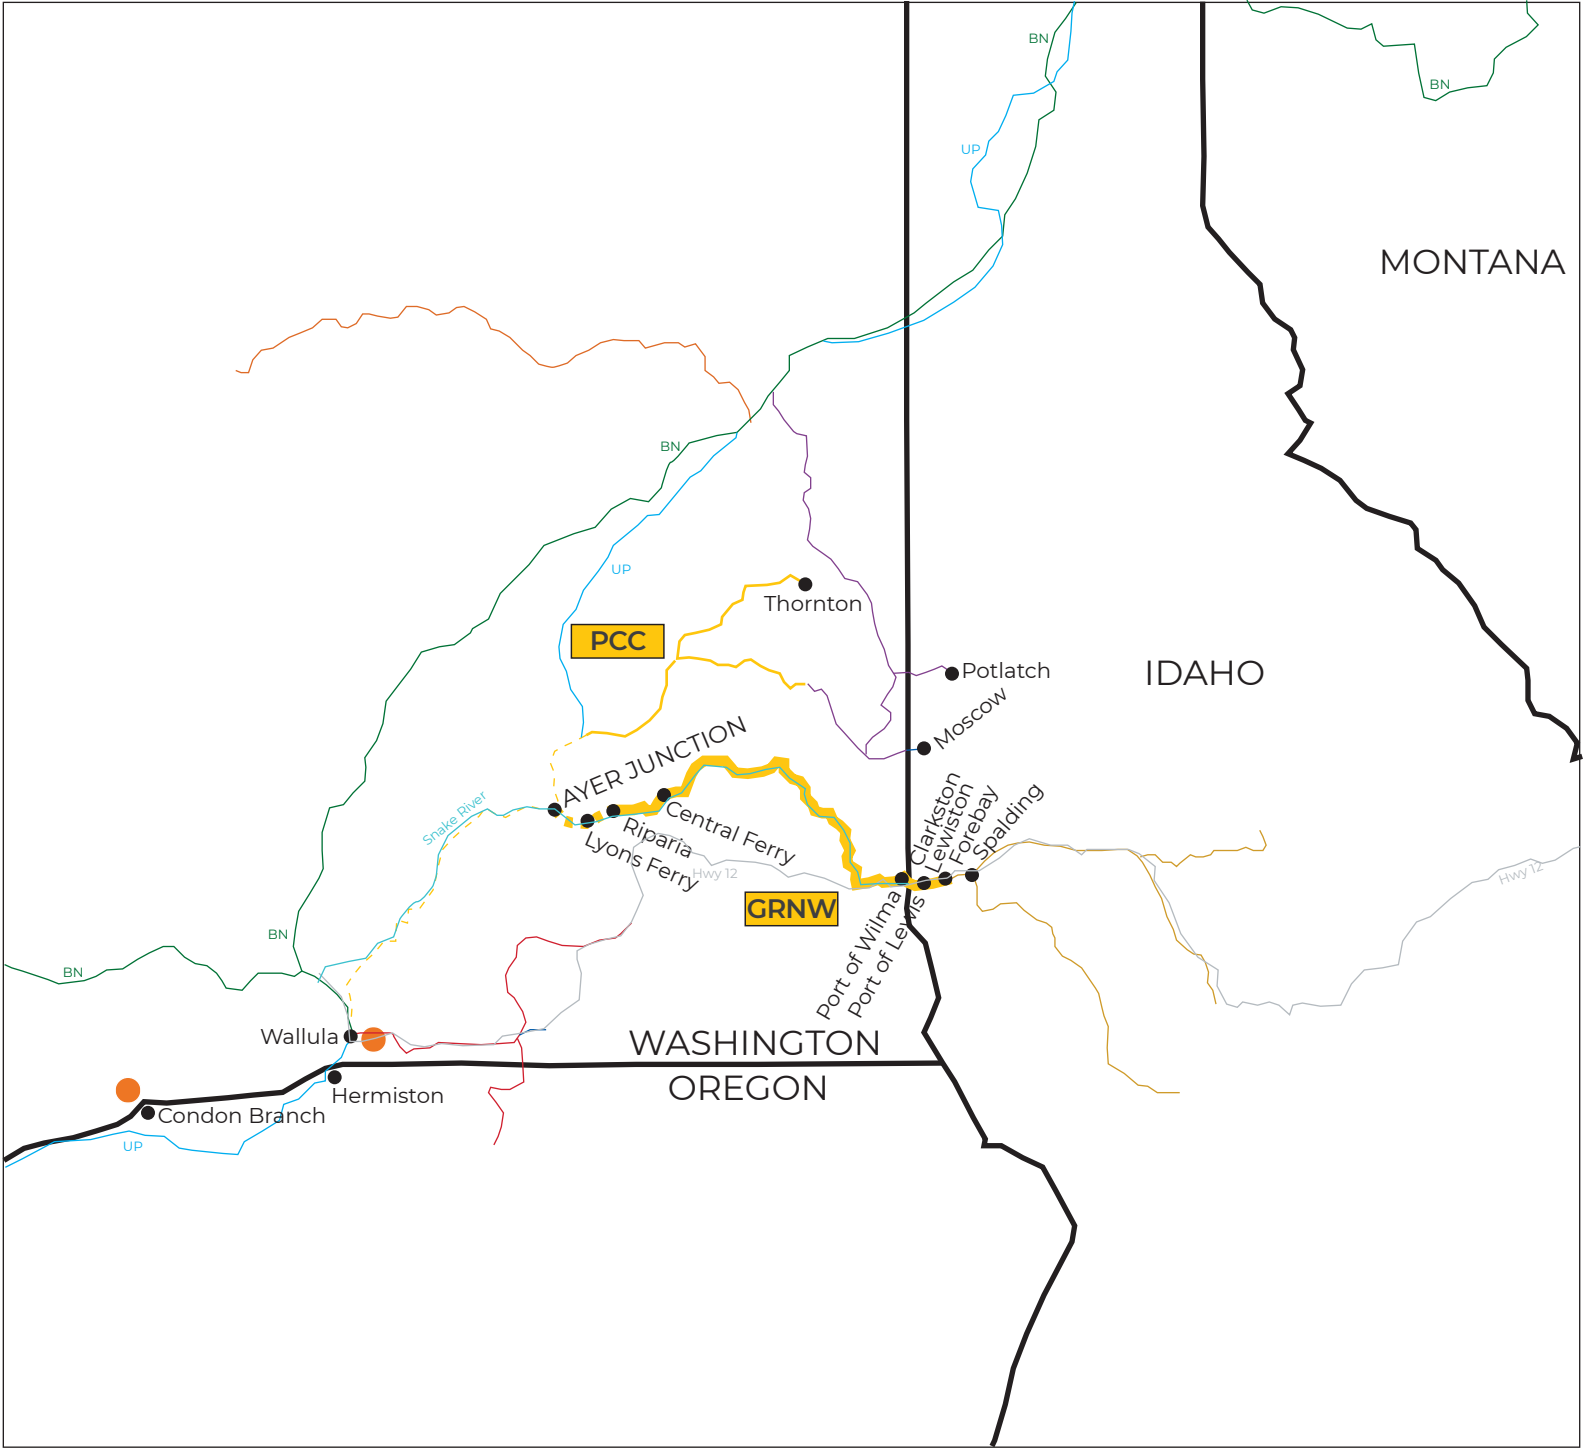 BN
BN
UP
MONTANA
BN
UP
Thornton
PCC
Potlatch
IDAHO
Moscow
AYER JUNCTION
Snake River
Central Ferry
Riparia
Lyons Ferry
Clarkston
Lewiston
Forebay
Spalding
Hwy 12
Hwy 12
GRNW
Port of Wilma
Port of Lewis
BN
BN
Wallula
WASHINGTON
OREGON
Hermiston
Condon Branch
UP